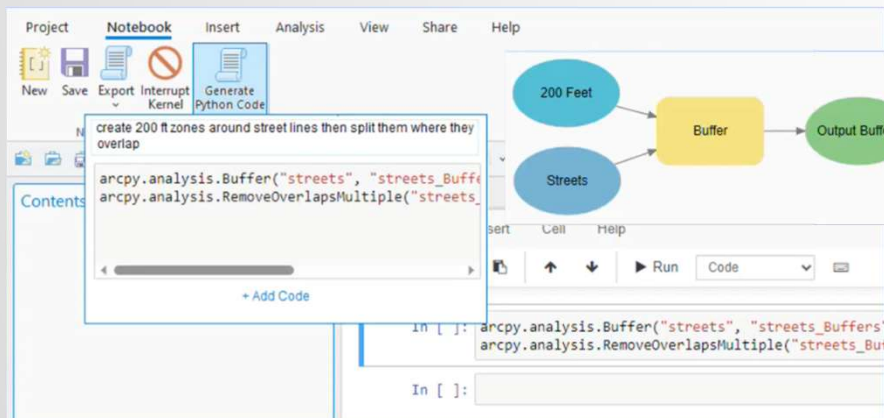 Project Notebook Insert Analysis View Share Help
New Save Export Interrupt Kernel Generate Python Code
N
create 200 ft zones around street lines then split them where they
overlap
arcpy.analysis.Buffer("streets", "streets_Buffe
arcpy.analysis.RemoveOverlapsMultiple("streets_
+ Add Code
Contents
200 Feet
Streets
Buffer
Output Buffe
sert Cell Help
Run Code
In [ ]: arcpy.analysis.Buffer("streets", "streets_Buffers"
arcpy.analysis.RemoveOverlapsMultiple("streets_Bu
In [ ]: